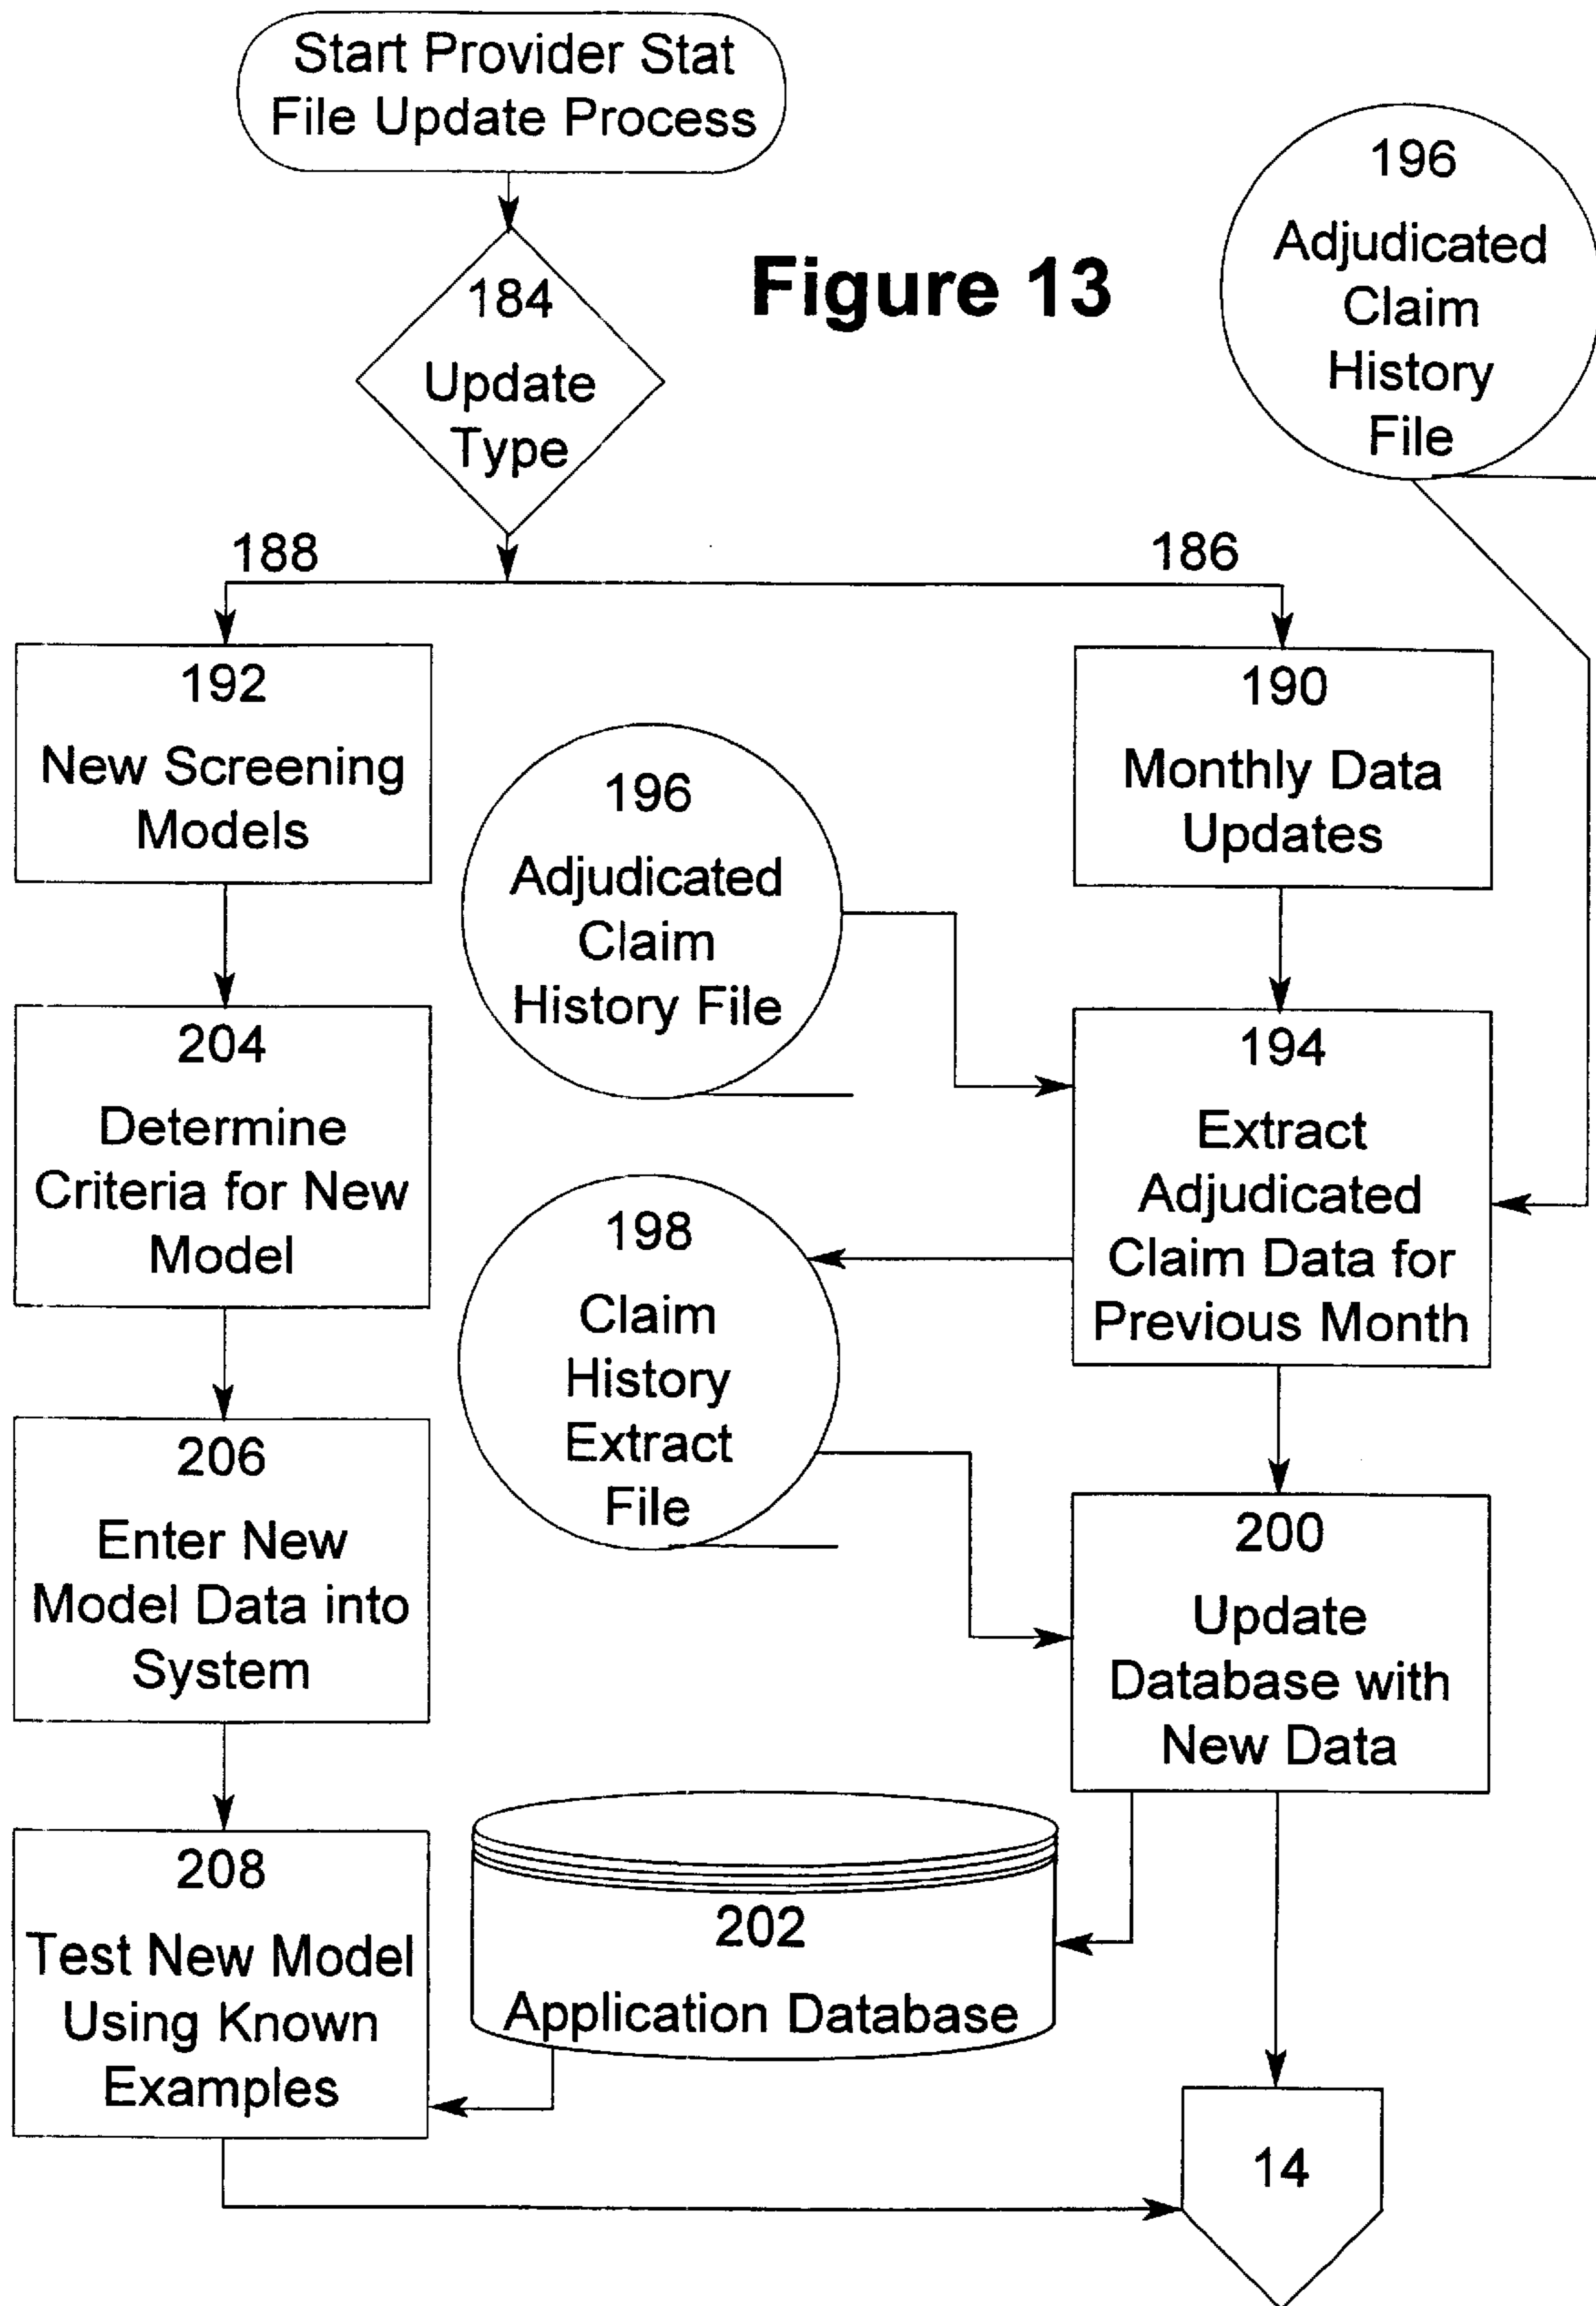 Start Provider Stat
File Update Process
196
Adjudicated
Claim
History
File
Figure 13
184
Update
Type
188
186
192
New Screening
Models
190
Monthly Data
Updates
196
Adjudicated
Claim
History File
204
Determine
Criteria for New
Model
194
Extract
Adjudicated
Claim Data for
Previous Month
198
Claim
History
Extract
File
206
Enter New
Model Data into
System
200
Update
Database with
New Data
208
Test New Model
Using Known
Examples
202
Application Database
14